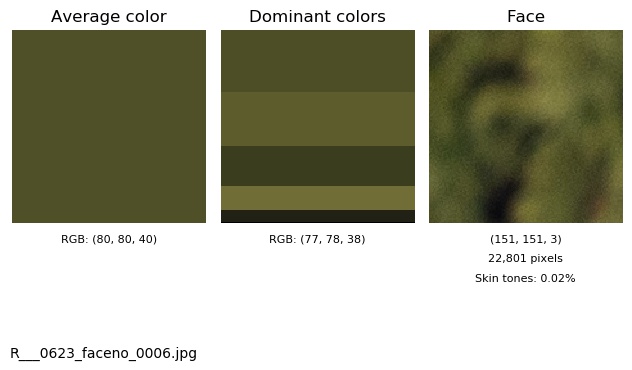 Average color
Dominant colors
Face
RGB: (80, 80, 40)
RGB: (77, 78, 38)
(151, 151, 3)
22,801 pixels
Skin tones: 0.02%
R___0623_faceno_0006.jpg